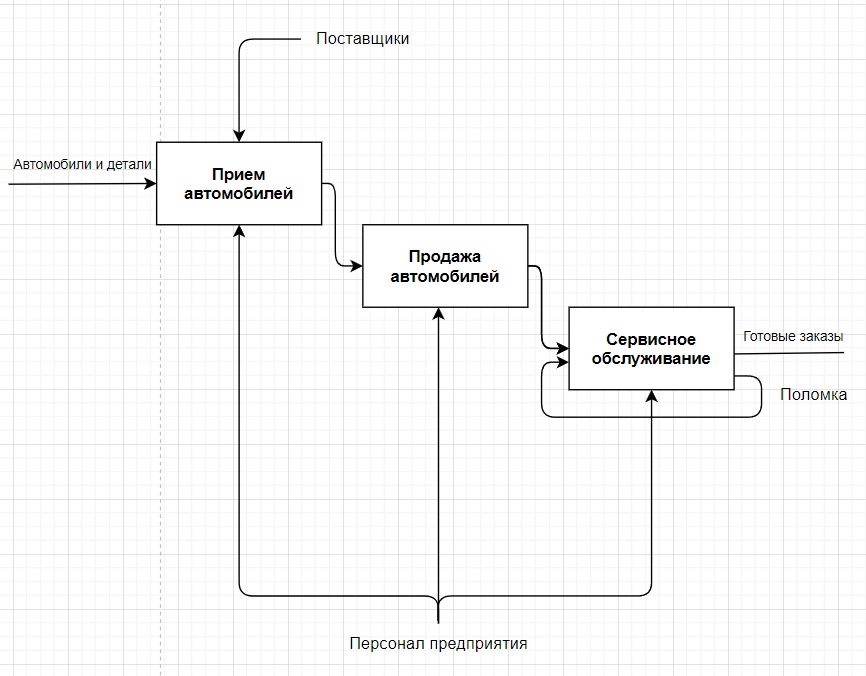 Поставщики
Автомобили и детали
Прием
автомобилей
Продажа
автомобилей
Сервисное
обслуживание
Готовые заказы
Поломка
Персонал предприятия